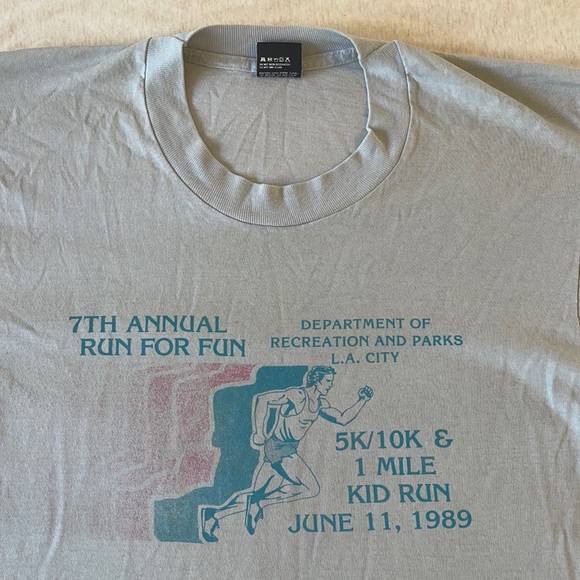 7TH ANNUAL
RUN FOR FUN
DEPARTMENT OF
RECREATION AND PARKS
L.A. CITY
5K/10K &
1 MILE
KID RUN
JUNE 11, 1989